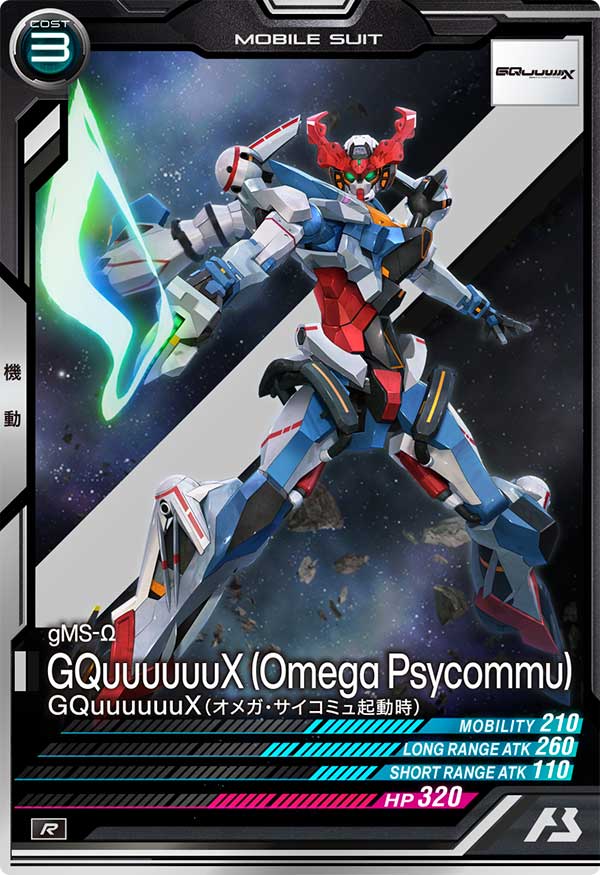 COST
3
MOBILE SUIT
GQuuuuuuX
機動
gMS-Ω
GQuuuuuuX (Omega Psycommu)
GQuuuuuuX (オメガ・サイコミュ起動時)
MOBILITY 210
LONG RANGE ATK 260
SHORT RANGE ATK 110
HP 320
R